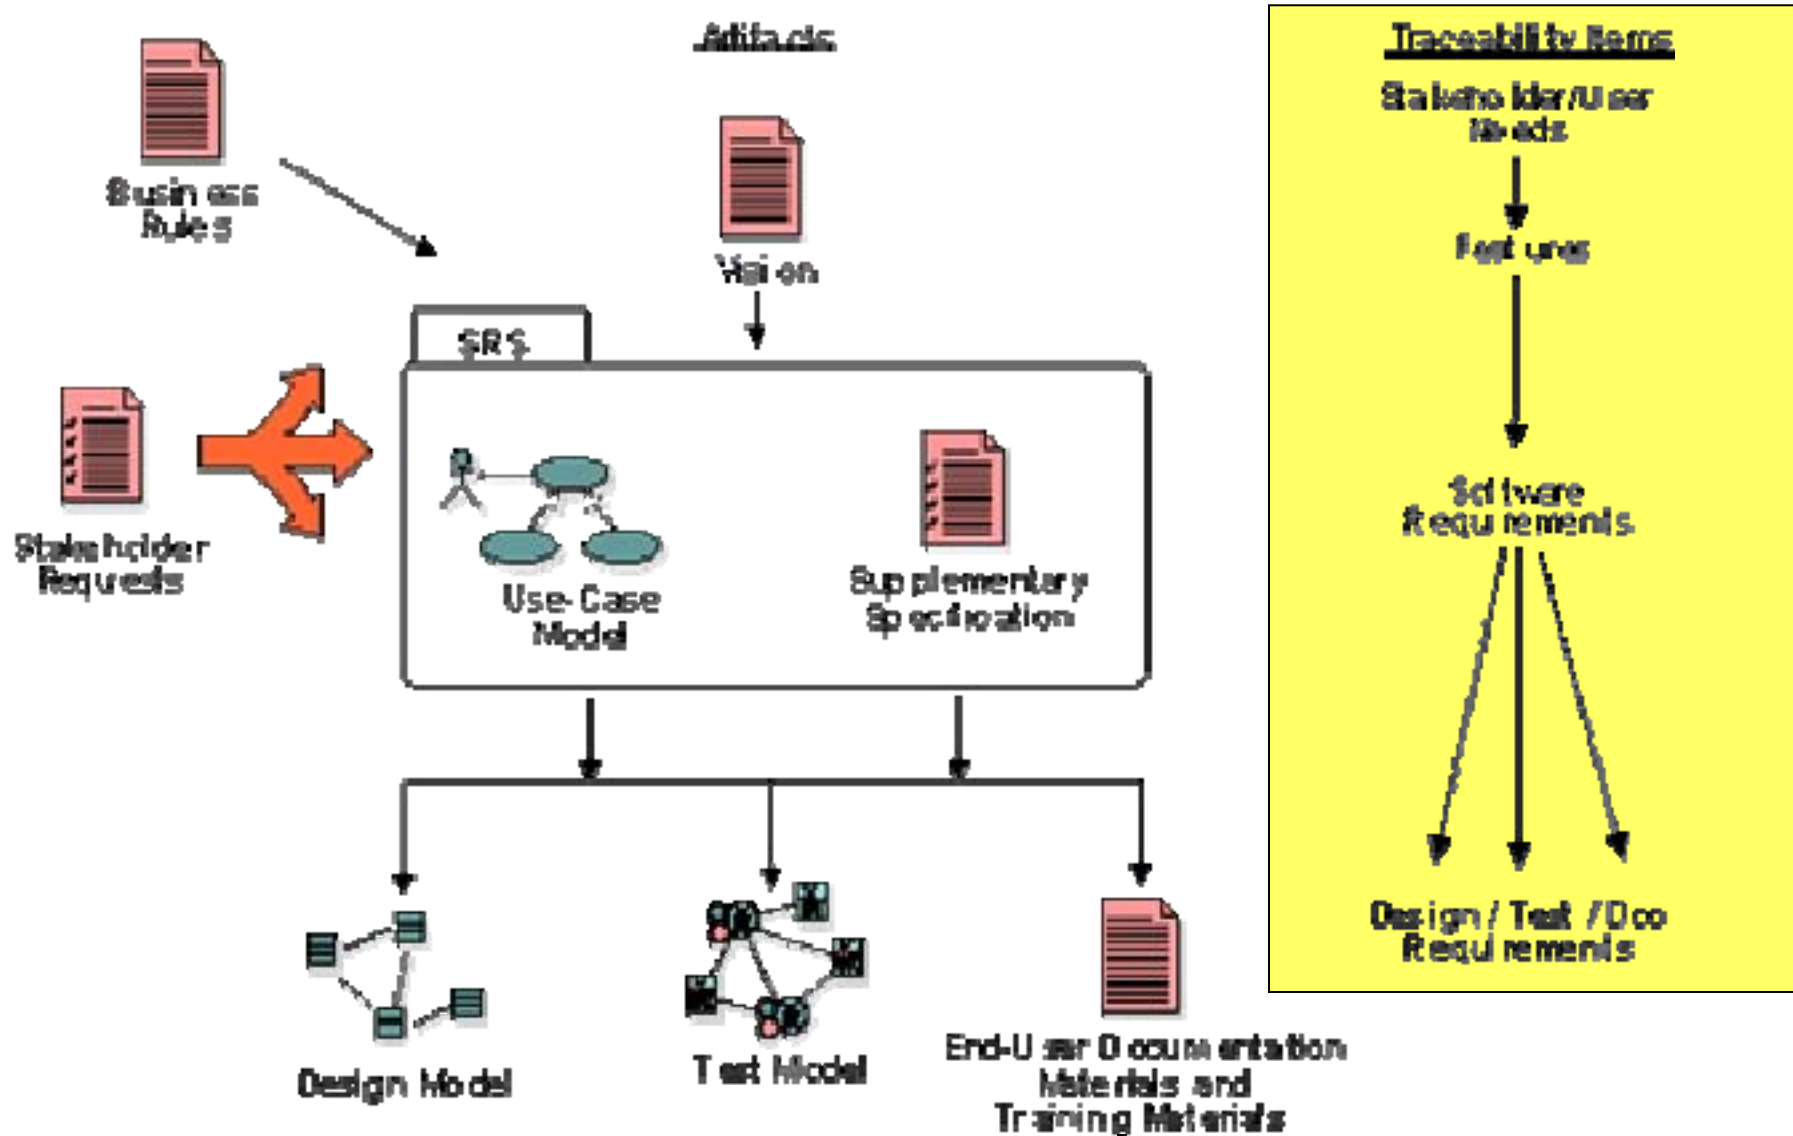 Artifacts
Business
Rules
Vision
SRS
Stakeholder
Requests
Use-Case
Model
Supplementary
Specification
Design Model
Test Model
End-User Documentation
Materials and
Training Materials
Traceability Items
Stakeholder/User
Needs
Features
Software
Requirements
Design / Test / Doc
Requirements